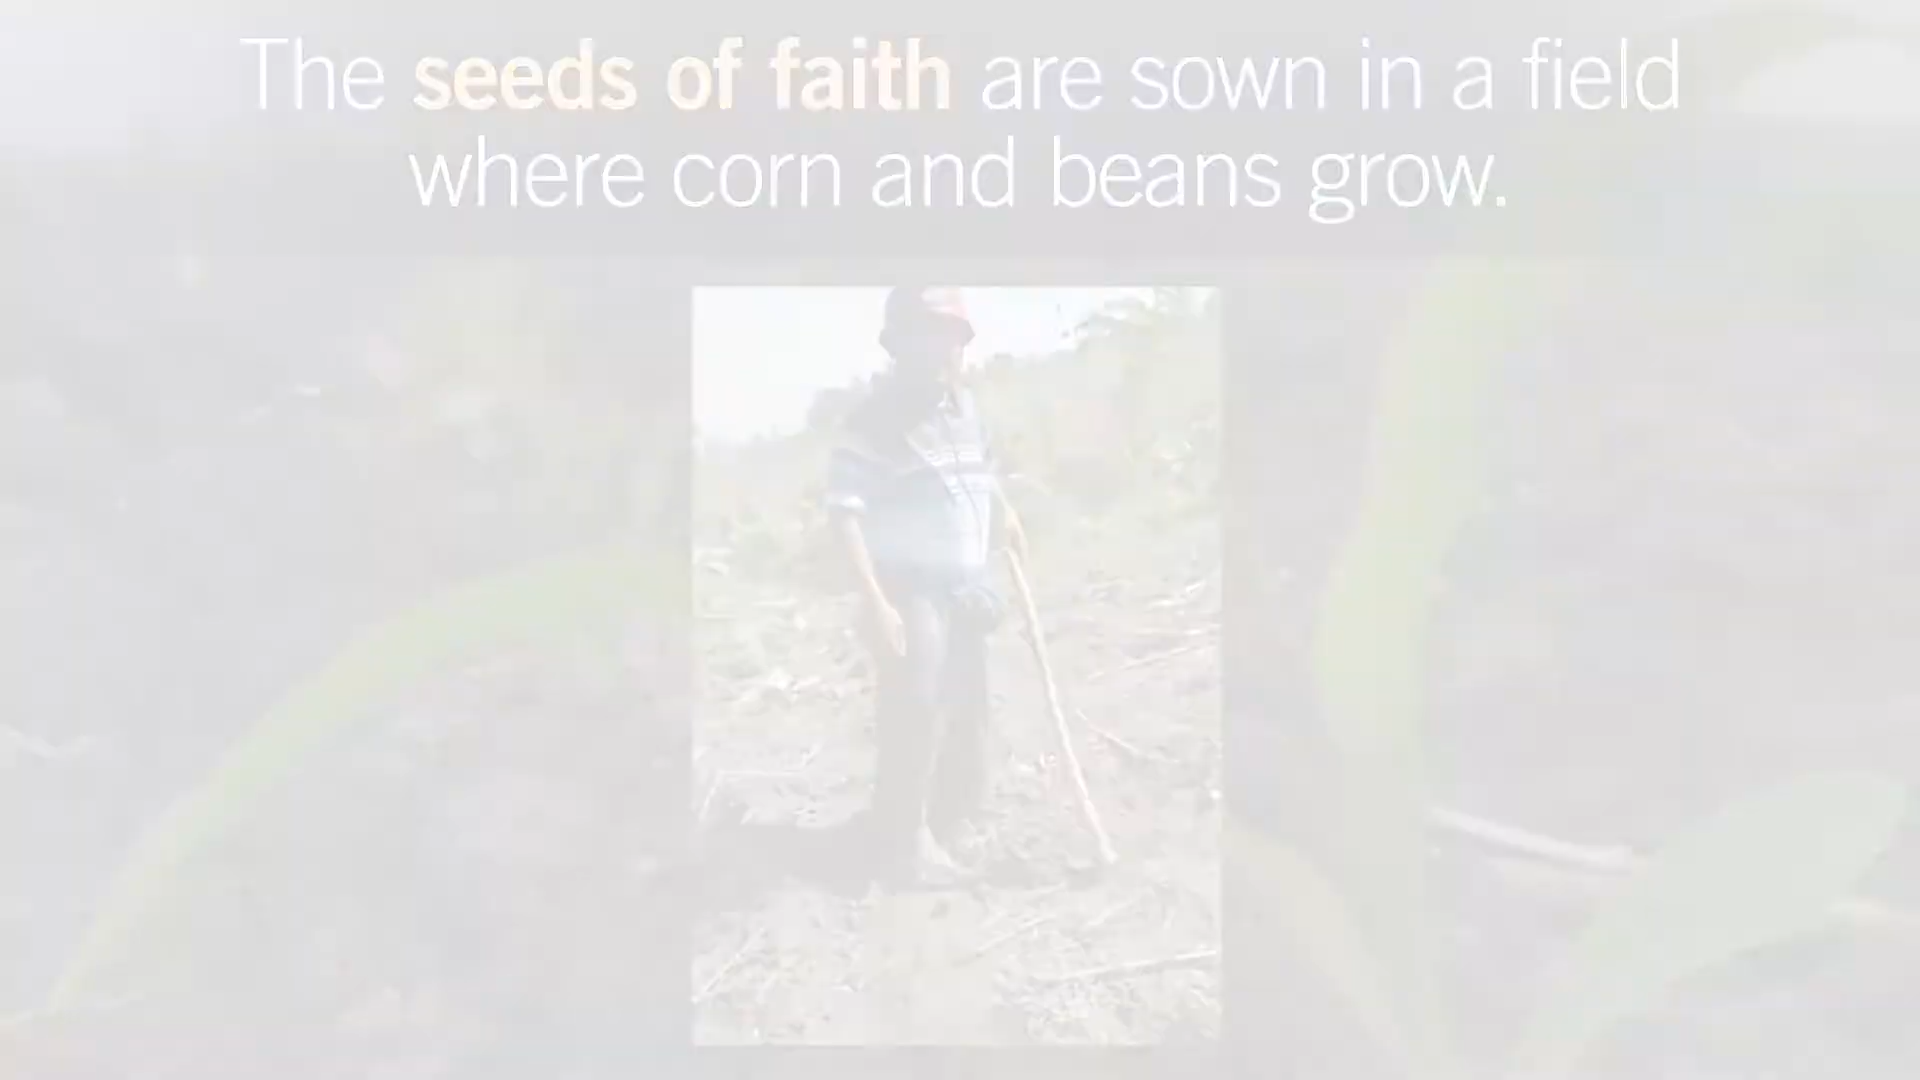 The seeds of faith are sown in a field
where corn and beans grow.